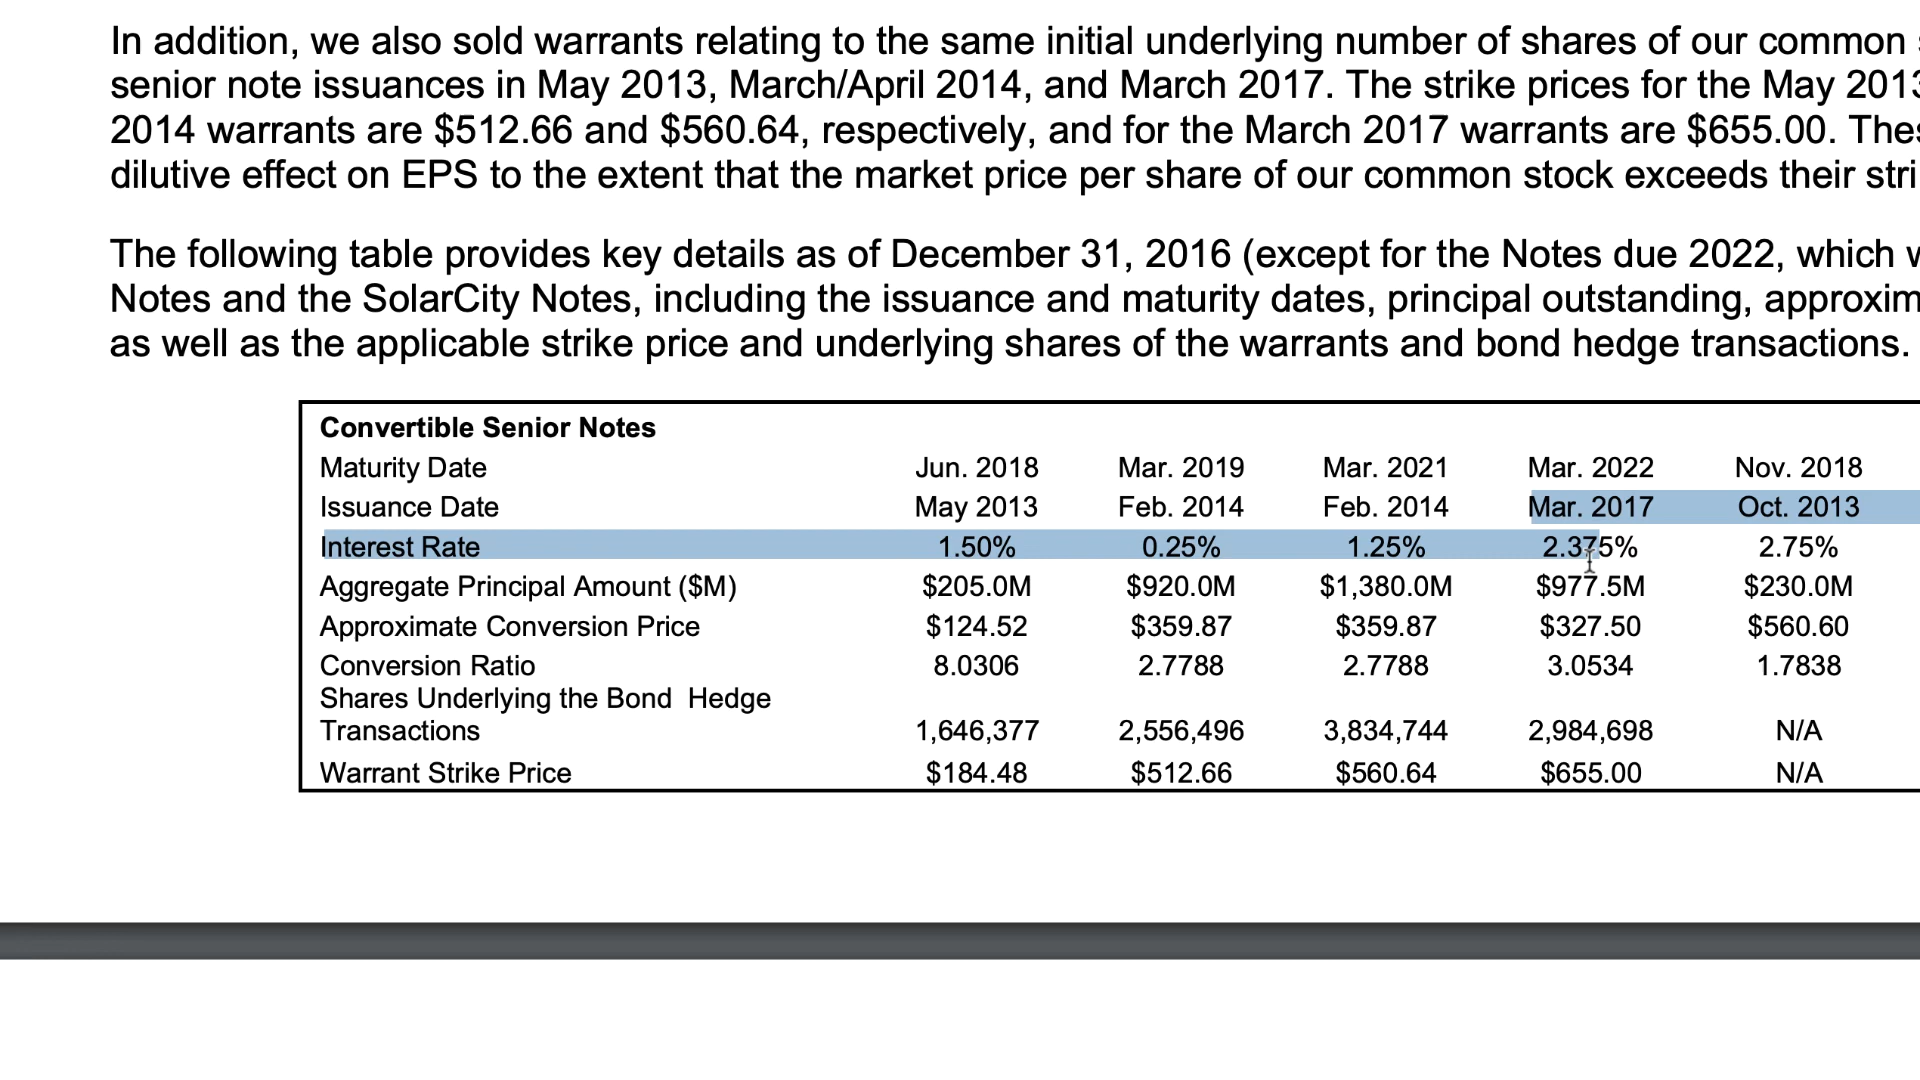 In addition, we also sold warrants relating to the same initial underlying number of shares of our common
senior note issuances in May 2013, March/April 2014, and March 2017. The strike prices for the May 2013
2014 warrants are $512.66 and $560.64, respectively, and for the March 2017 warrants are $655.00.
dilutive effect on EPS to the extent that the market price per share of our common stock exceeds their
The following table provides key details as of December 31, 2016 (except for the Notes due 2022, which
Notes and the SolarCity Notes, including the issuance and maturity dates, principal outstanding,
as well as the applicable strike price and underlying shares of the warrants and bond hedge transactions.
Convertible Senior Notes
Maturity Date Jun. 2018 Mar. 2019 Mar. 2021 Mar. 2022 Nov. 2018
Issuance Date May 2013 Feb. 2014 Feb. 2014 Mar. 2017 Oct. 2013
Interest Rate 1.50% 0.25% 1.25% 2.375% 2.75%
Aggregate Principal Amount ($M) $205.0M $920.0M $1,380.0M $977.5M $230.0M
Approximate Conversion Price $124.52 $359.87 $359.87 $327.50 $560.60
Conversion Ratio 8.0306 2.7788 2.7788 3.0534 1.7838
Shares Underlying the Bond Hedge
Transactions 1,646,377 2,556,496 3,834,744 2,984,698 N/A
Warrant Strike Price $184.48 $512.66 $560.64 $655.00 N/A